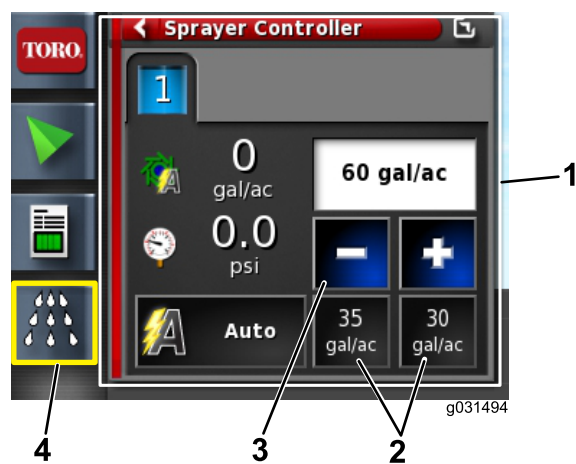 Sprayer Controller
TORO.
1
0
gal/ac
60 gal/ac
0.0
psi
- +
A Auto
35
gal/ac
30
gal/ac
g031494
1
2
3
4